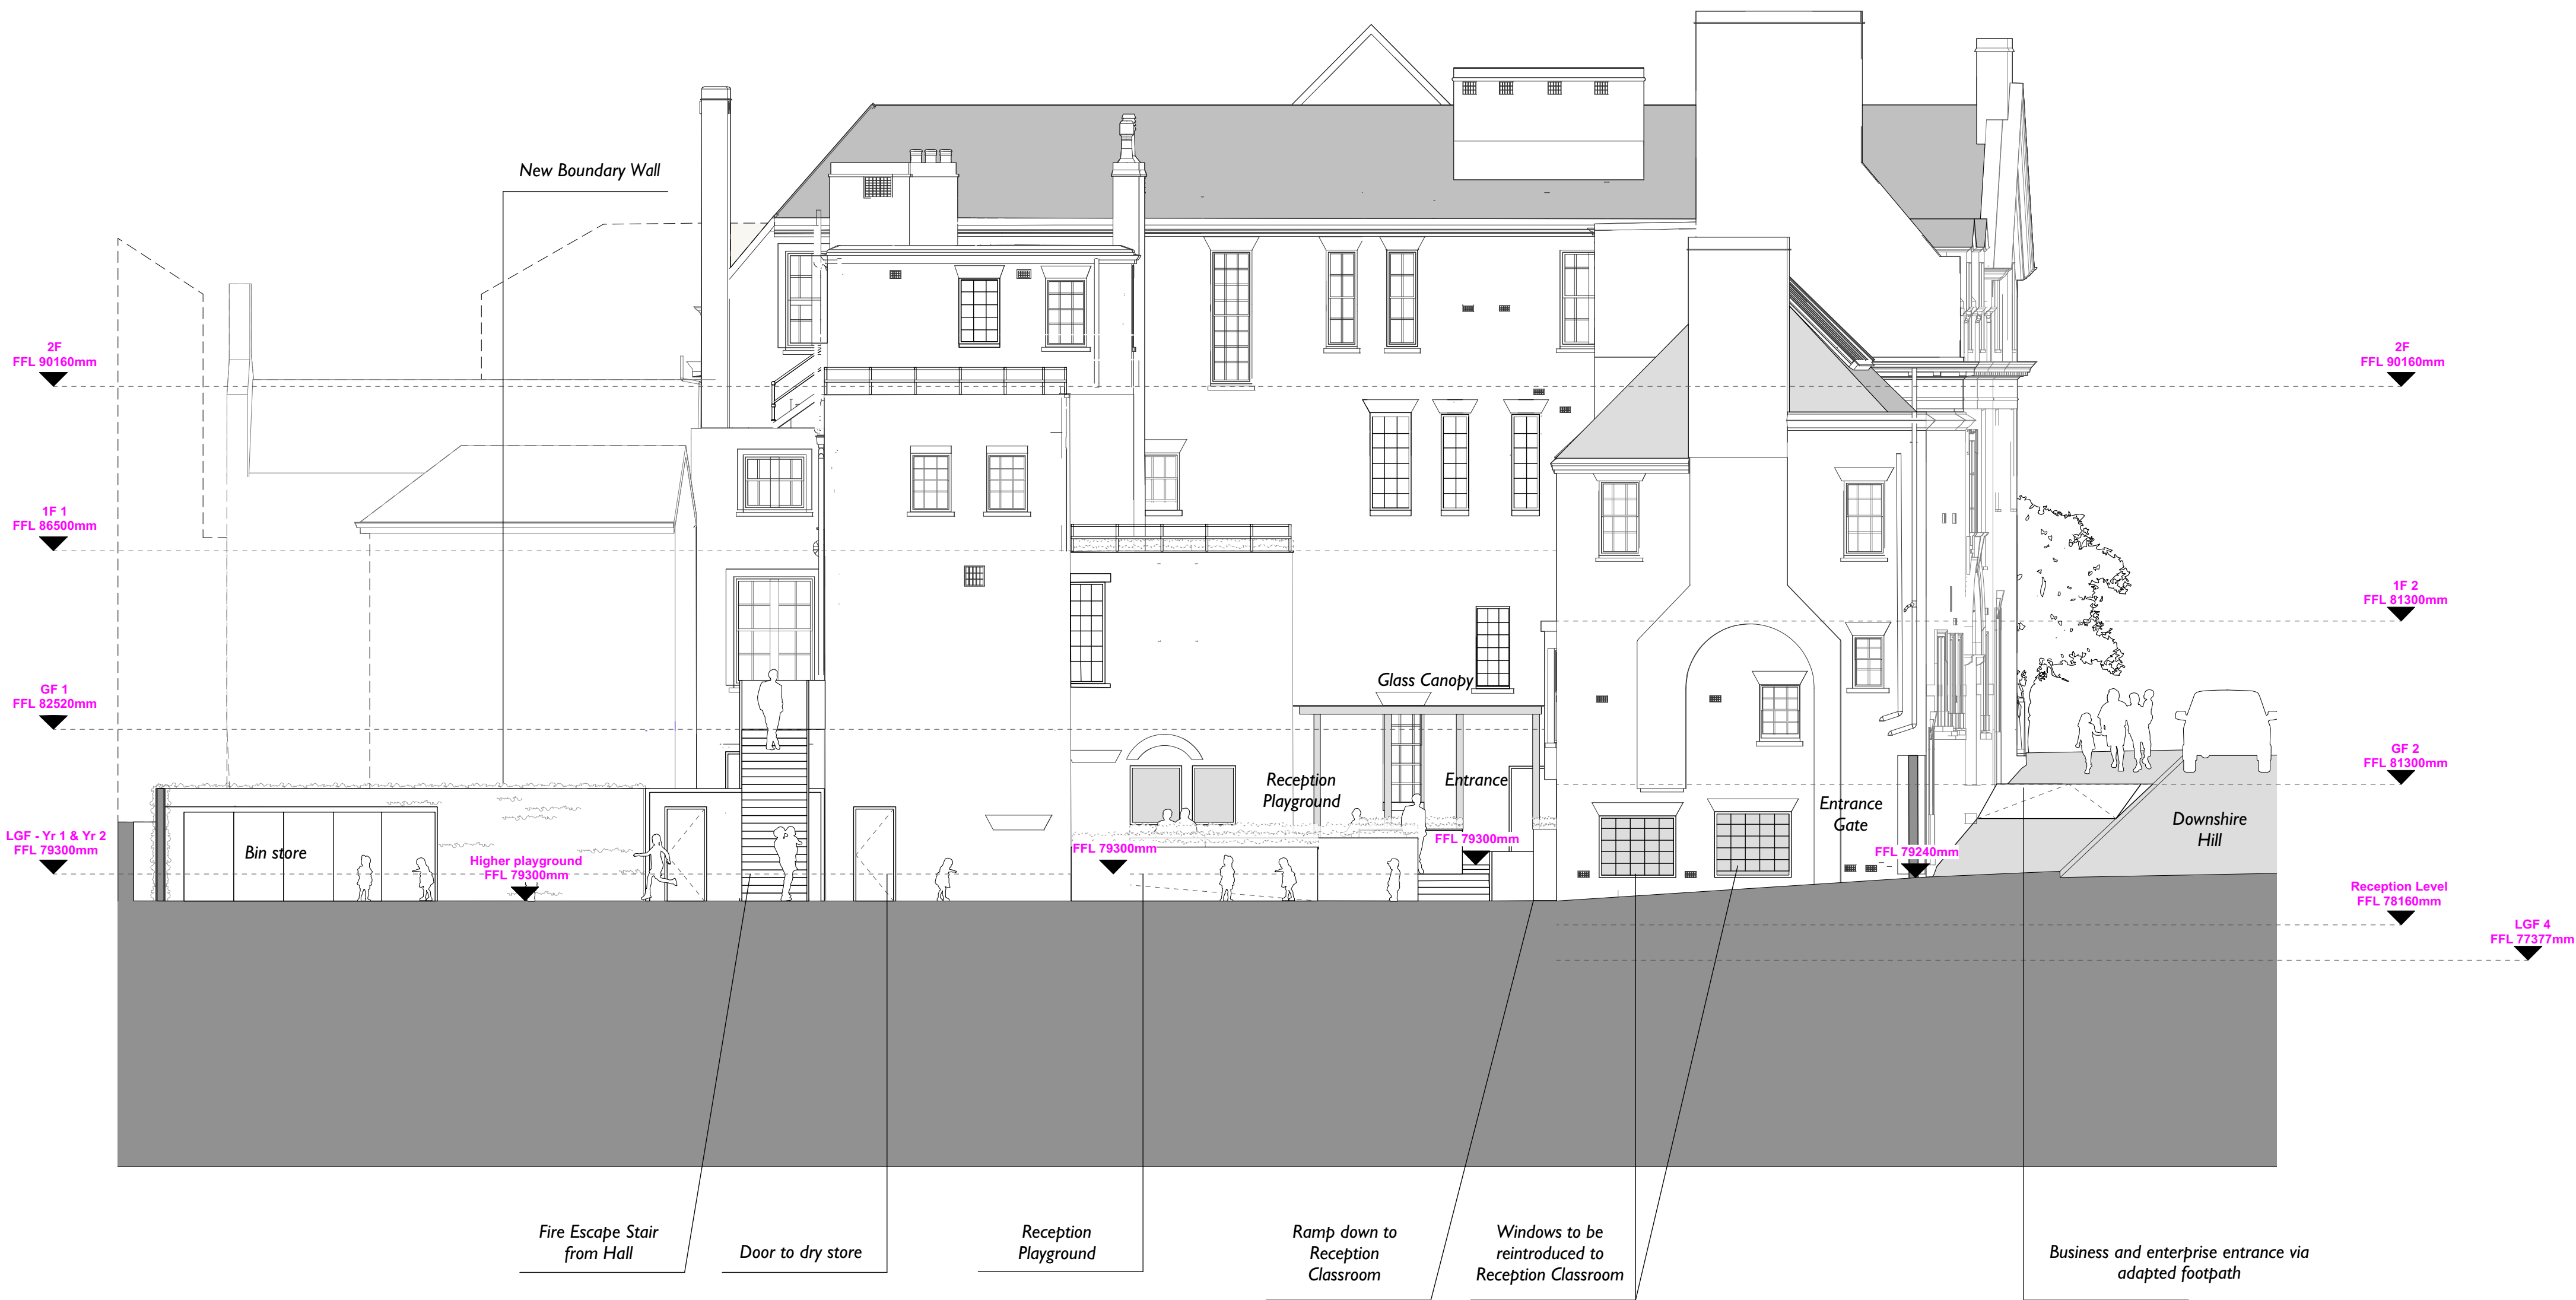 New Boundary Wall
2F
FFL 90160mm
2F
FFL 90160mm
1F 1
FFL 86500mm
1F 2
FFL 81300mm
GF 1
FFL 82520mm
Glass Canopy
GF 2
FFL 81300mm
Reception
Playground
Entrance
Entrance
Gate
Downshire
Hill
LGF - Yr 1 & Yr 2
FFL 79300mm
Bin store
Higher playground
FFL 79300mm
FFL 79300mm
FFL 79300mm
FFL 79240mm
Reception Level
FFL 78160mm
LGF 4
FFL 77377mm
Fire Escape Stair
from Hall
Door to dry store
Reception
Playground
Ramp down to
Reception
Classroom
Windows to be
reintroduced to
Reception Classroom
Business and enterprise entrance via
adapted footpath